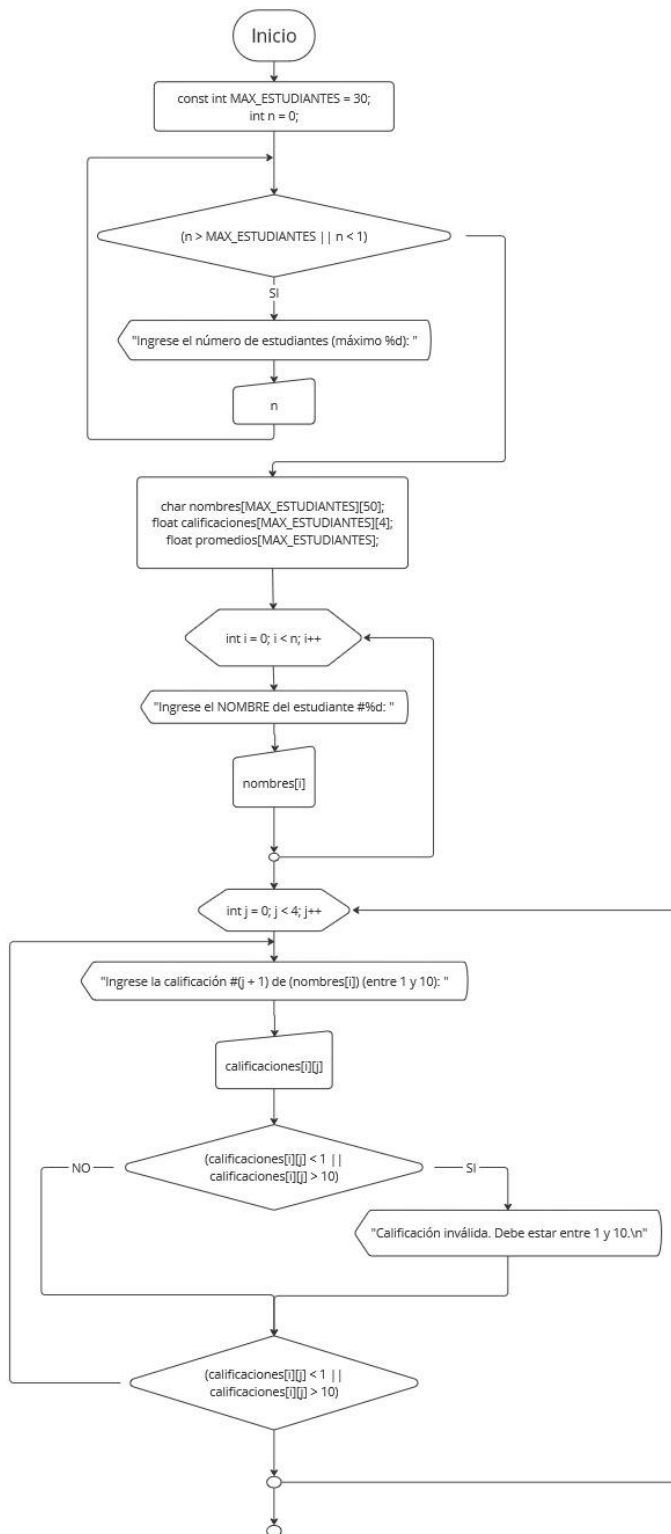 Inicio
const int MAX_ESTUDIANTES = 30;
int n = 0;
(n > MAX_ESTUDIANTES || n < 1)
SI
"Ingrese el número de estudiantes (máximo %d): "
n
char nombres[MAX_ESTUDIANTES][50];
float calificaciones[MAX_ESTUDIANTES][4];
float promedios[MAX_ESTUDIANTES];
int i = 0; i < n; i++
"Ingrese el NOMBRE del estudiante #%d: "
nombres[i]
int j = 0; j < 4; j++
"Ingrese la calificación #(j + 1) de (nombres[i]) (entre 1 y 10): "
calificaciones[i][j]
(calificaciones[i][j] < 1 ||
calificaciones[i][j] > 10)
NO
SI
"Calificación inválida. Debe estar entre 1 y 10.\n"
(calificaciones[i][j] < 1 ||
calificaciones[i][j] > 10)